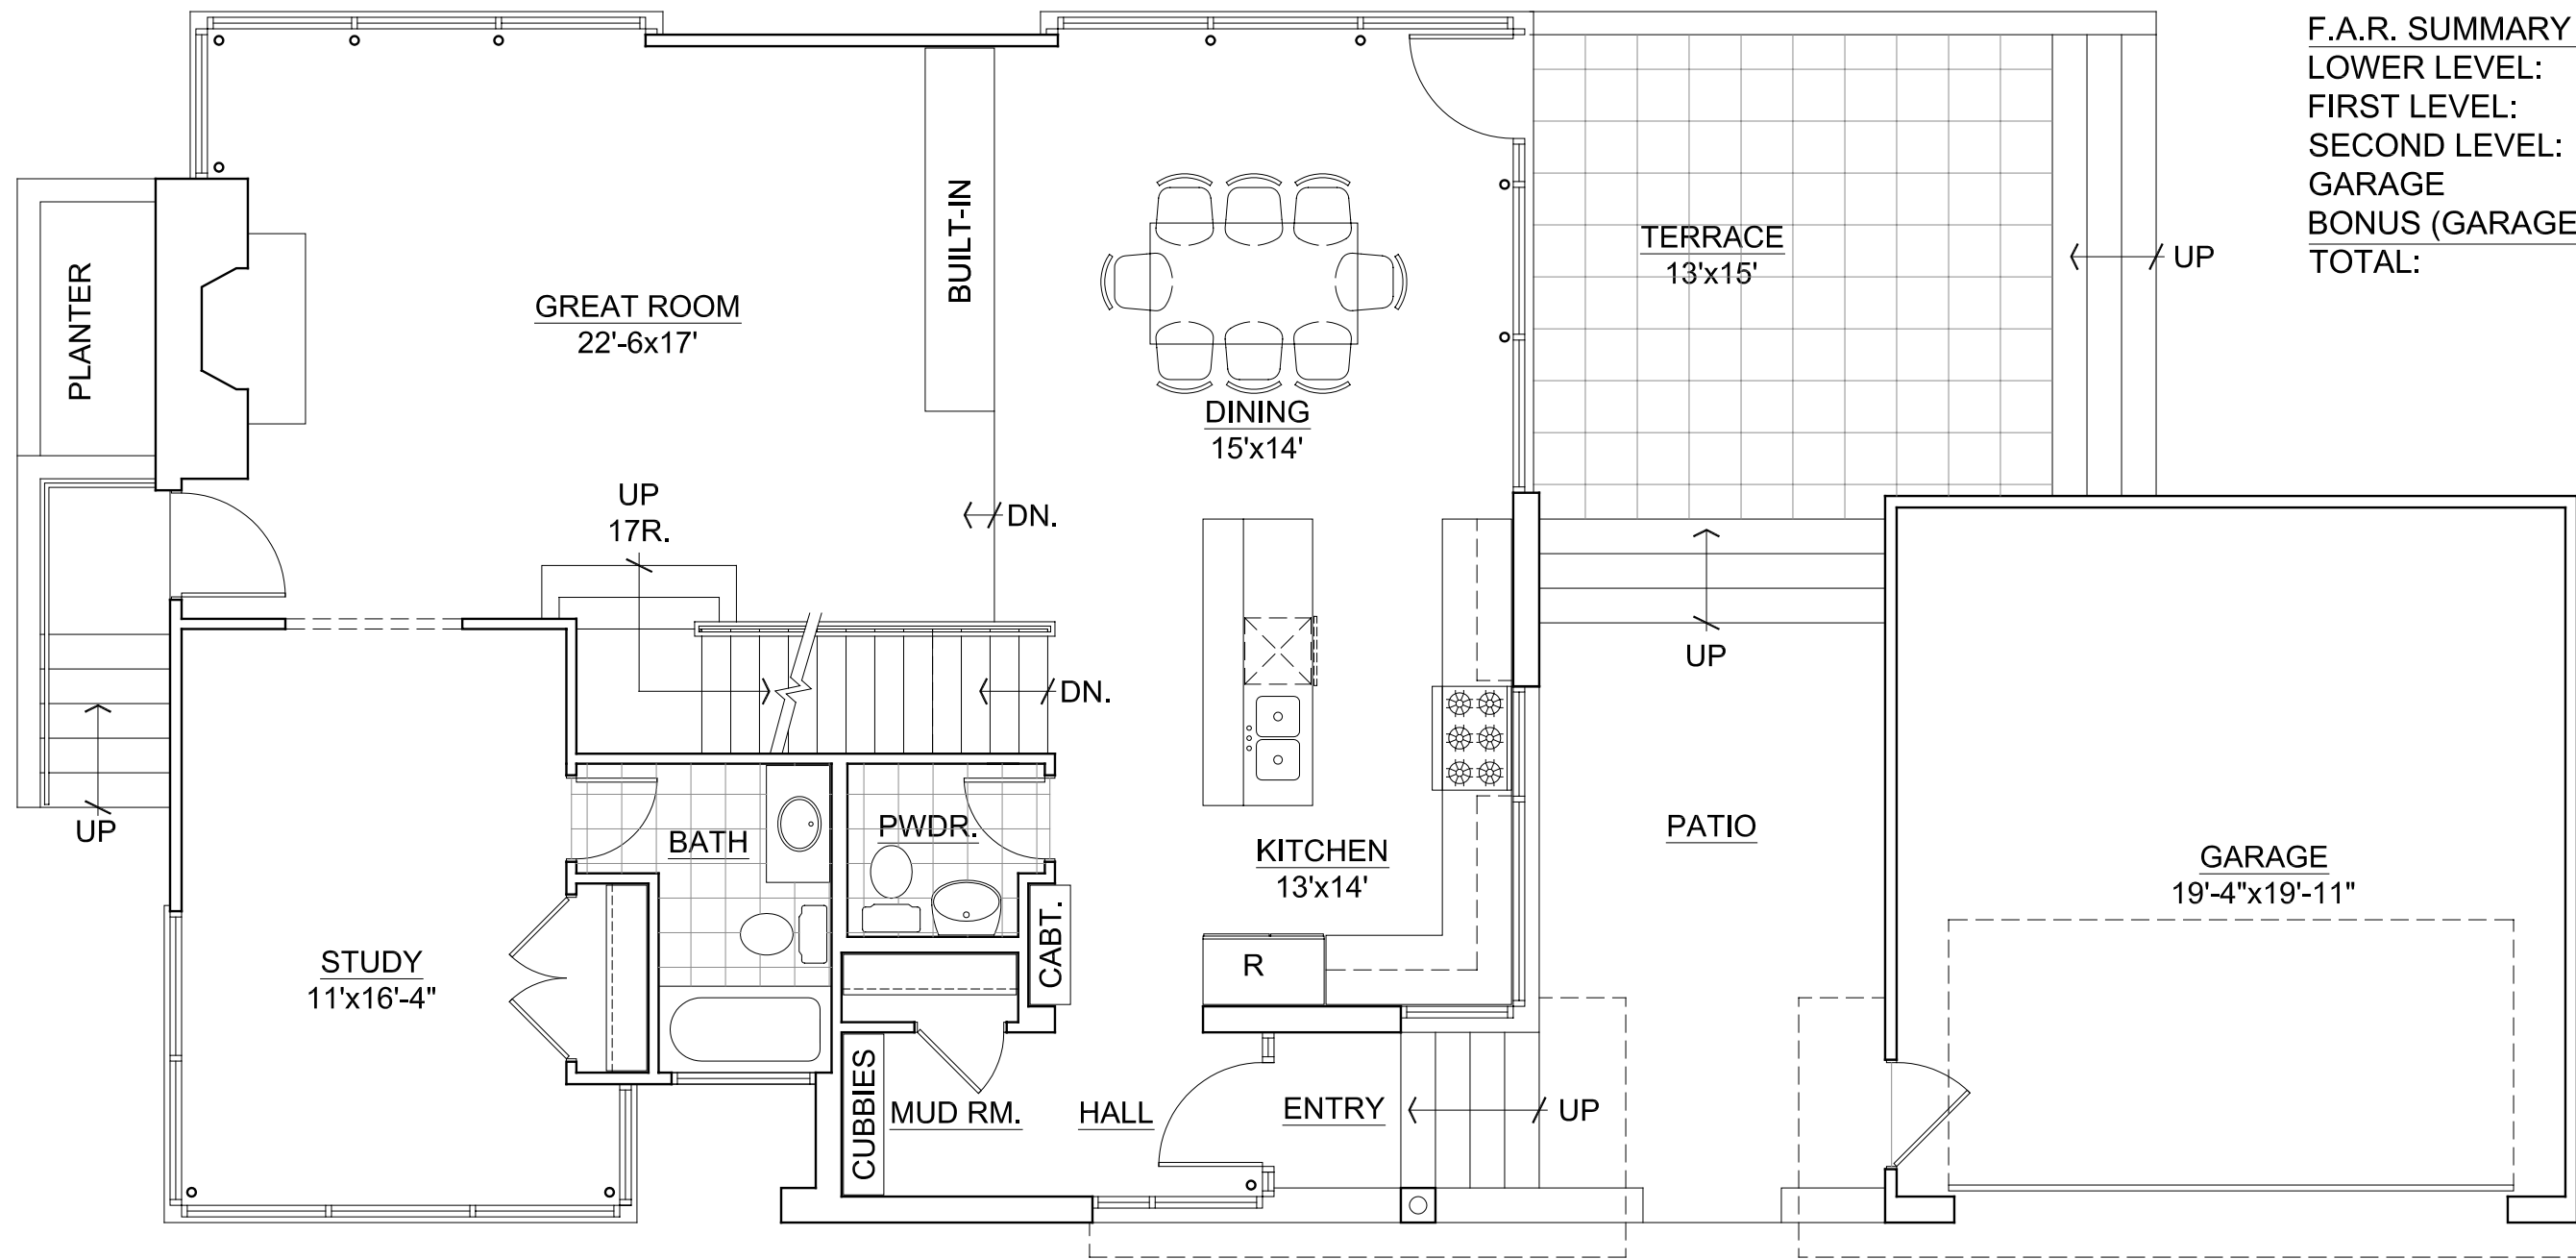 F.A.R. SUMMARY
LOWER LEVEL:
FIRST LEVEL:
SECOND LEVEL:
GARAGE
BONUS (GARAGE
TOTAL:
PLANTER
GREAT ROOM
22'-6x17'
BUILT-IN
DINING
15'x14'
TERRACE
13'x15'
UP
UP
17R.
DN.
DN.
UP
UP
BATH
PWDR.
KITCHEN
13'x14'
PATIO
GARAGE
19'-4"x19'-11"
STUDY
11'x16'-4"
CABT.
R
CUBBIES
MUD RM.
HALL
ENTRY
UP